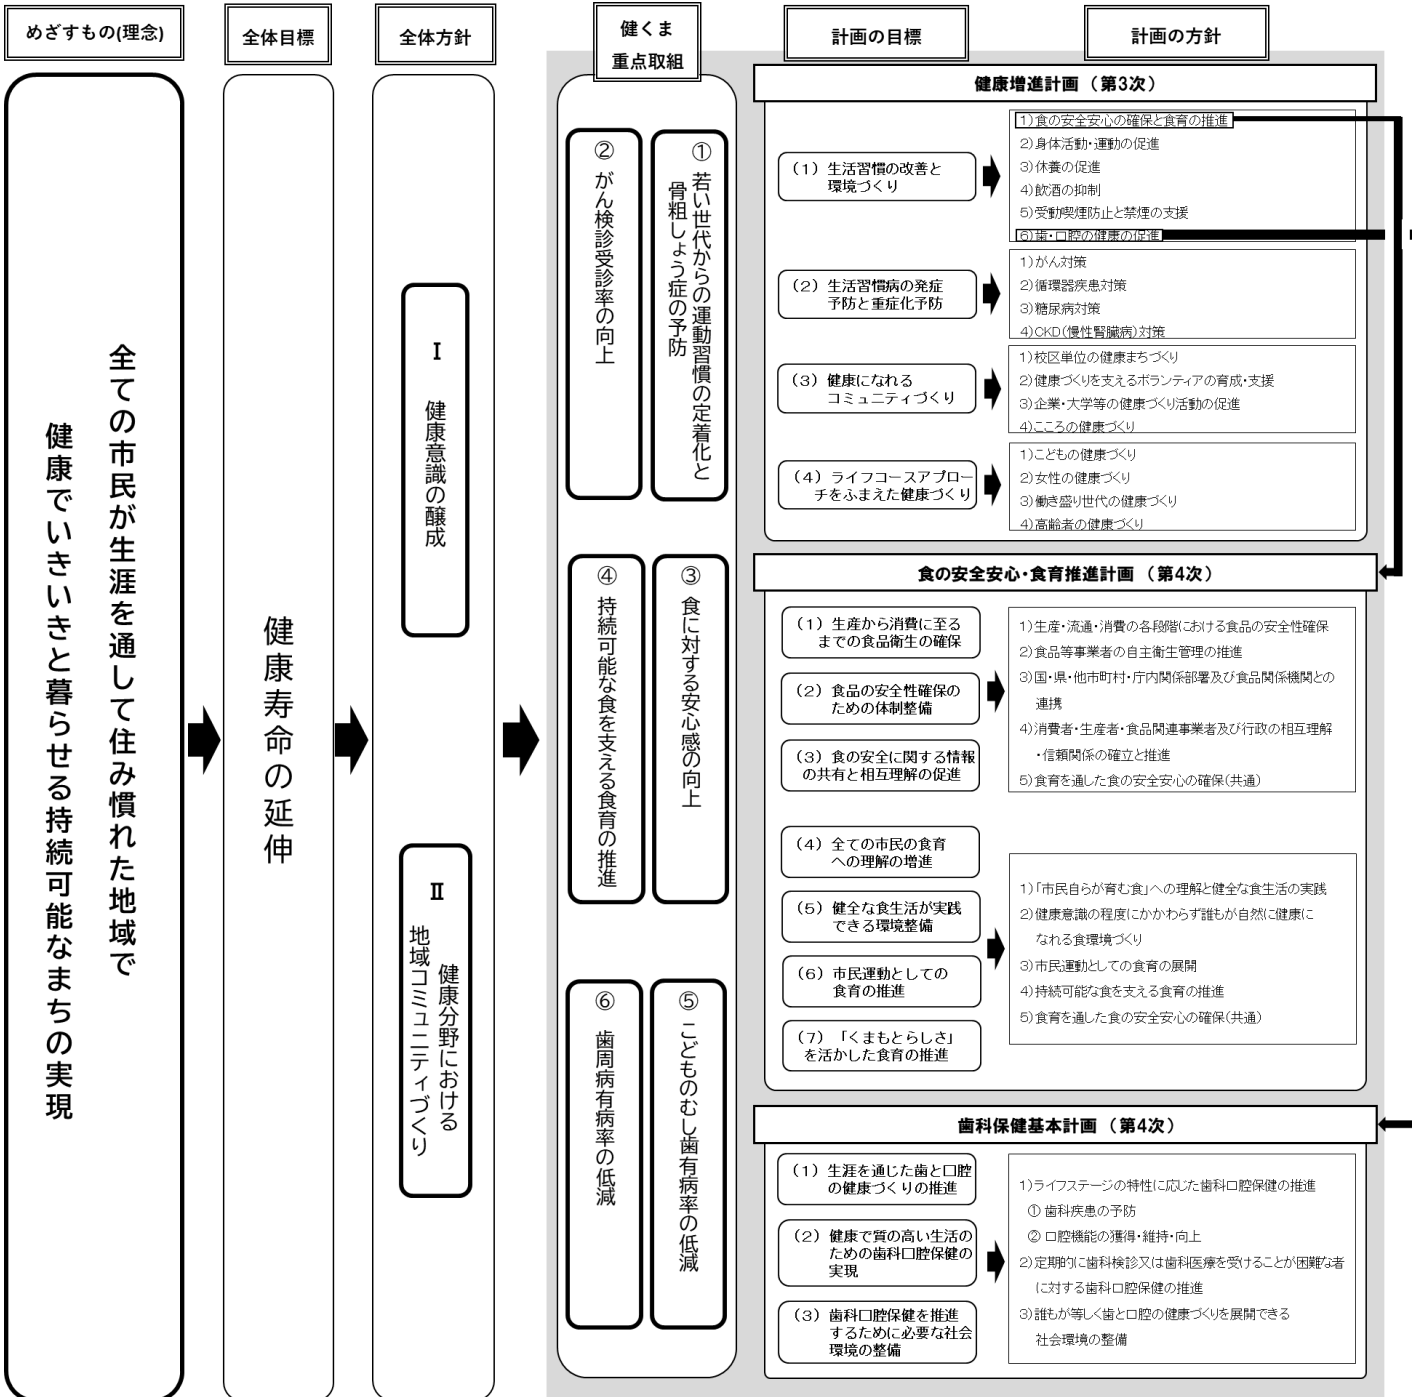 めざすもの(理念)
全体目標
全体方針
健くま
重点取組
計画の目標
計画の方針
全ての市民が生涯を通して住み慣れた地域で
健康でいきいきと暮らせる持続可能なまちの実現
健康寿命の延伸
Ⅰ 健康意識の醸成
Ⅱ 健康分野における
地域コミュニティづくり
① 若い世代からの運動習慣の定着化と
骨粗しょう症の予防
② がん検診受診率の向上
③ 食に対する安心感の向上
④ 持続可能な食を支える食育の推進
⑤ こどものむし歯有病率の低減
⑥ 歯周病有病率の低減
健康増進計画（第3次）
（1）生活習慣の改善と
環境づくり
1)食の安全安心の確保と食育の推進
2)身体活動・運動の促進
3)休養の促進
4)飲酒の抑制
5)受動喫煙防止と禁煙の支援
6)歯・口腔の健康の促進
（2）生活習慣病の発症
予防と重症化予防
1)がん対策
2)循環器疾患対策
3)糖尿病対策
4)CKD(慢性腎臓病)対策
（3）健康になれる
コミュニティづくり
1)校区単位の健康まちづくり
2)健康づくりを支えるボランティアの育成・支援
3)企業・大学等の健康づくり活動の促進
4)こころの健康づくり
（4）ライフコースアプロー
チをふまえた健康づくり
1)こどもの健康づくり
2)女性の健康づくり
3)働き盛り世代の健康づくり
4)高齢者の健康づくり
食の安全安心・食育推進計画（第4次）
（1）生産から消費に至る
までの食品衛生の確保
（2）食品の安全性確保の
ための体制整備
（3）食の安全に関する情報
の共有と相互理解の促進
1)生産・流通・消費の各段階における食品の安全性確保
2)食品等事業者の自主衛生管理の推進
3)国・県・他市町村・庁内関係部署及び食品関係機関との
連携
4)消費者・生産者・食品関連事業者及び行政の相互理解
・信頼関係の確立と推進
5)食育を通した食の安全安心の確保(共通)
（4）全ての市民の食育
への理解の増進
（5）健全な食生活が実践
できる環境整備
（6）市民運動としての
食育の推進
（7）「くまもとらしさ」
を活かした食育の推進
1)「市民自らが育む食」への理解と健全な食生活の実践
2)健康意識の程度にかかわらず誰もが自然に健康に
なれる食環境づくり
3)市民運動としての食育の展開
4)持続可能な食を支える食育の推進
5)食育を通した食の安全安心の確保(共通)
歯科保健基本計画（第4次）
（1）生涯を通じた歯と口腔
の健康づくりの推進
（2）健康で質の高い生活の
ための歯科口腔保健の
実現
（3）歯科口腔保健を推進
するために必要な社会
環境の整備
1)ライフステージの特性に応じた歯科口腔保健の推進
① 歯科疾患の予防
② 口腔機能の獲得・維持・向上
2)定期的に歯科検診又は歯科医療を受けることが困難な者
に対する歯科口腔保健の推進
3)誰もが等しく歯と口腔の健康づくりを展開できる
社会環境の整備